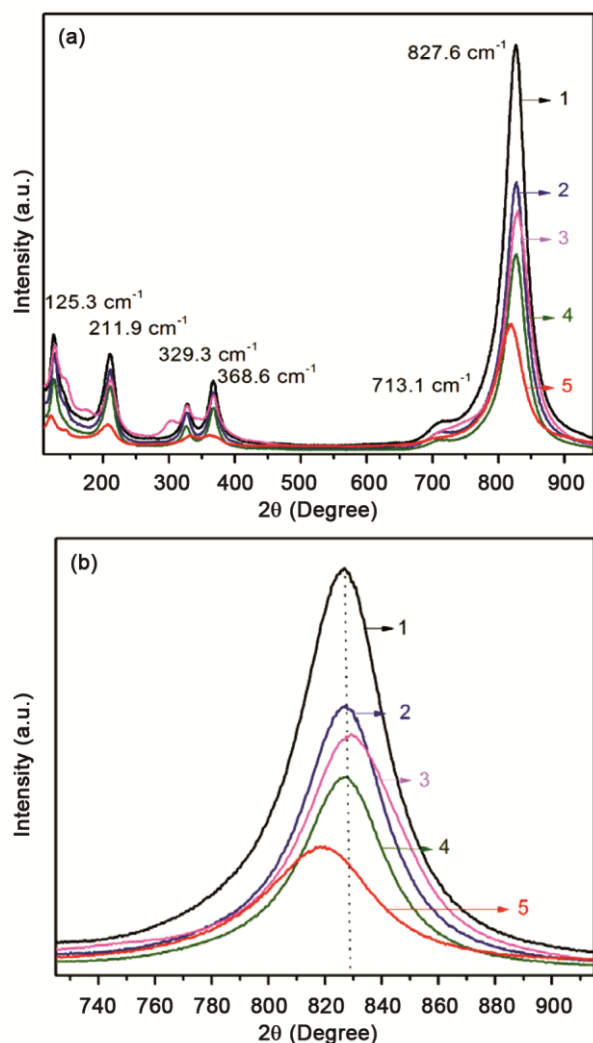 (a)
827.6 cm⁻¹
1
2
3
4
5
125.3 cm⁻¹
211.9 cm⁻¹
329.3 cm⁻¹
368.6 cm⁻¹
713.1 cm⁻¹
Intensity (a.u.)
200 300 400 500 600 700 800 900
2θ (Degree)
(b)
1
2
3
4
5
Intensity (a.u.)
740 760 780 800 820 840 860 880 900
2θ (Degree)